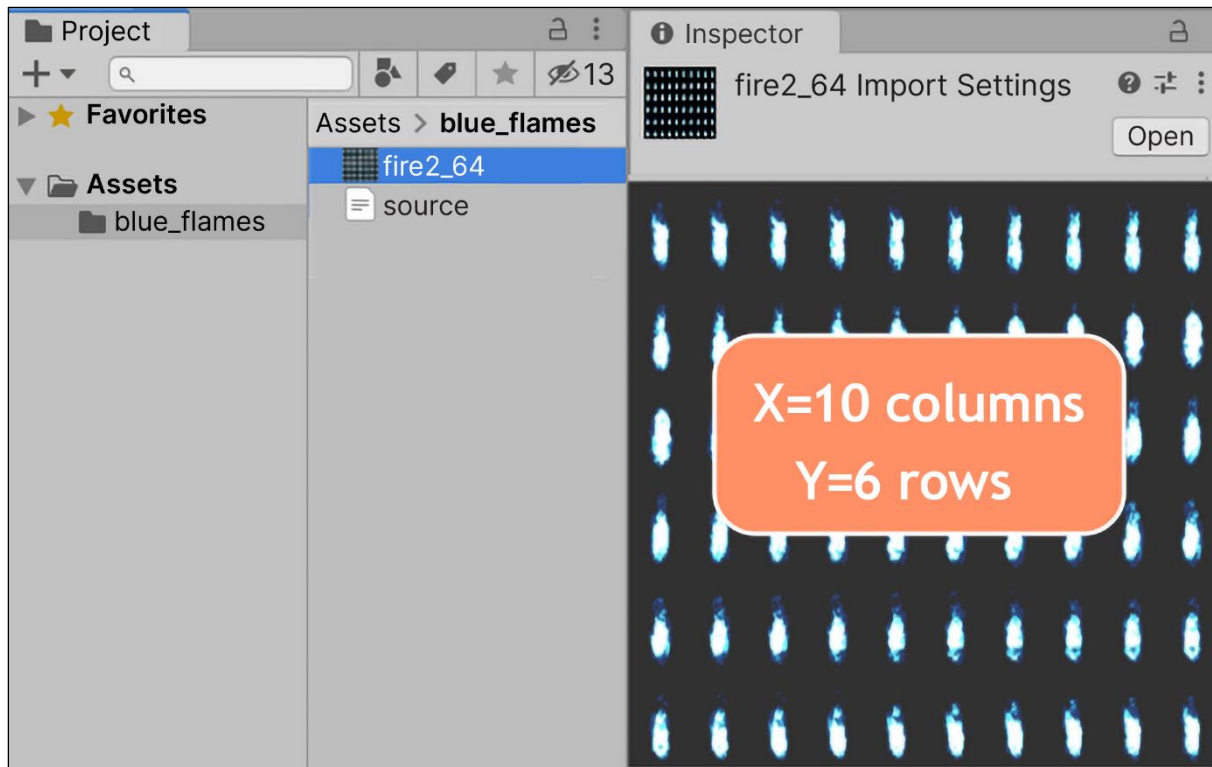 Project
13
Favorites
Assets
blue_flames
Assets > blue_flames
fire2_64
source
Inspector
fire2_64 Import Settings
Open
X=10 columns
Y=6 rows